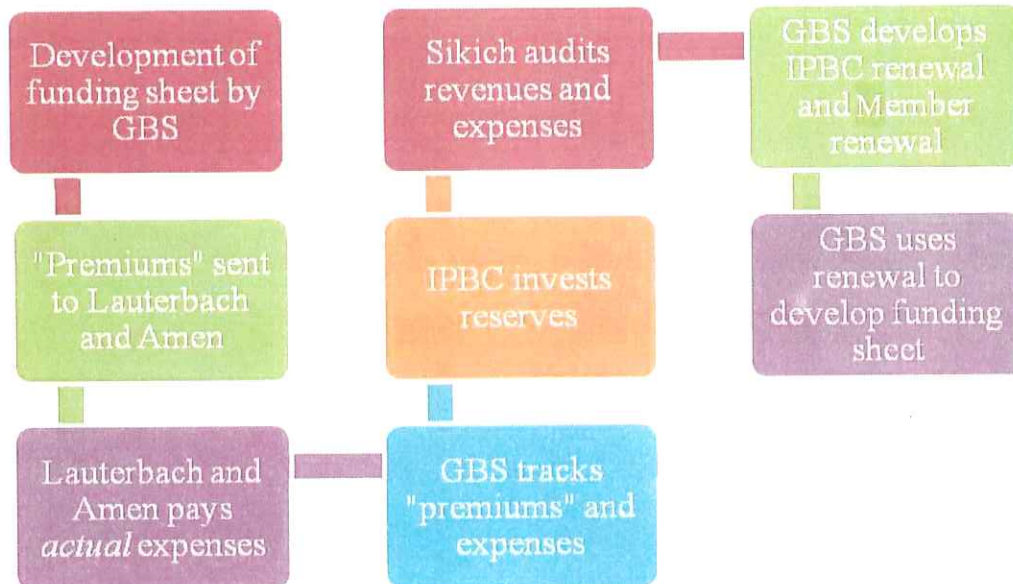 Development of
funding sheet by
GBS
"Premiums" sent
to Lauterbach
and Amen
Lauterbach and
Amen pays
actual expenses
GBS tracks
"premiums" and
expenses
IPBC invests
reserves
Sikich audits
revenues and
expenses
GBS develops
IPBC renewal
and Member
renewal
GBS uses
renewal to
develop funding
sheet